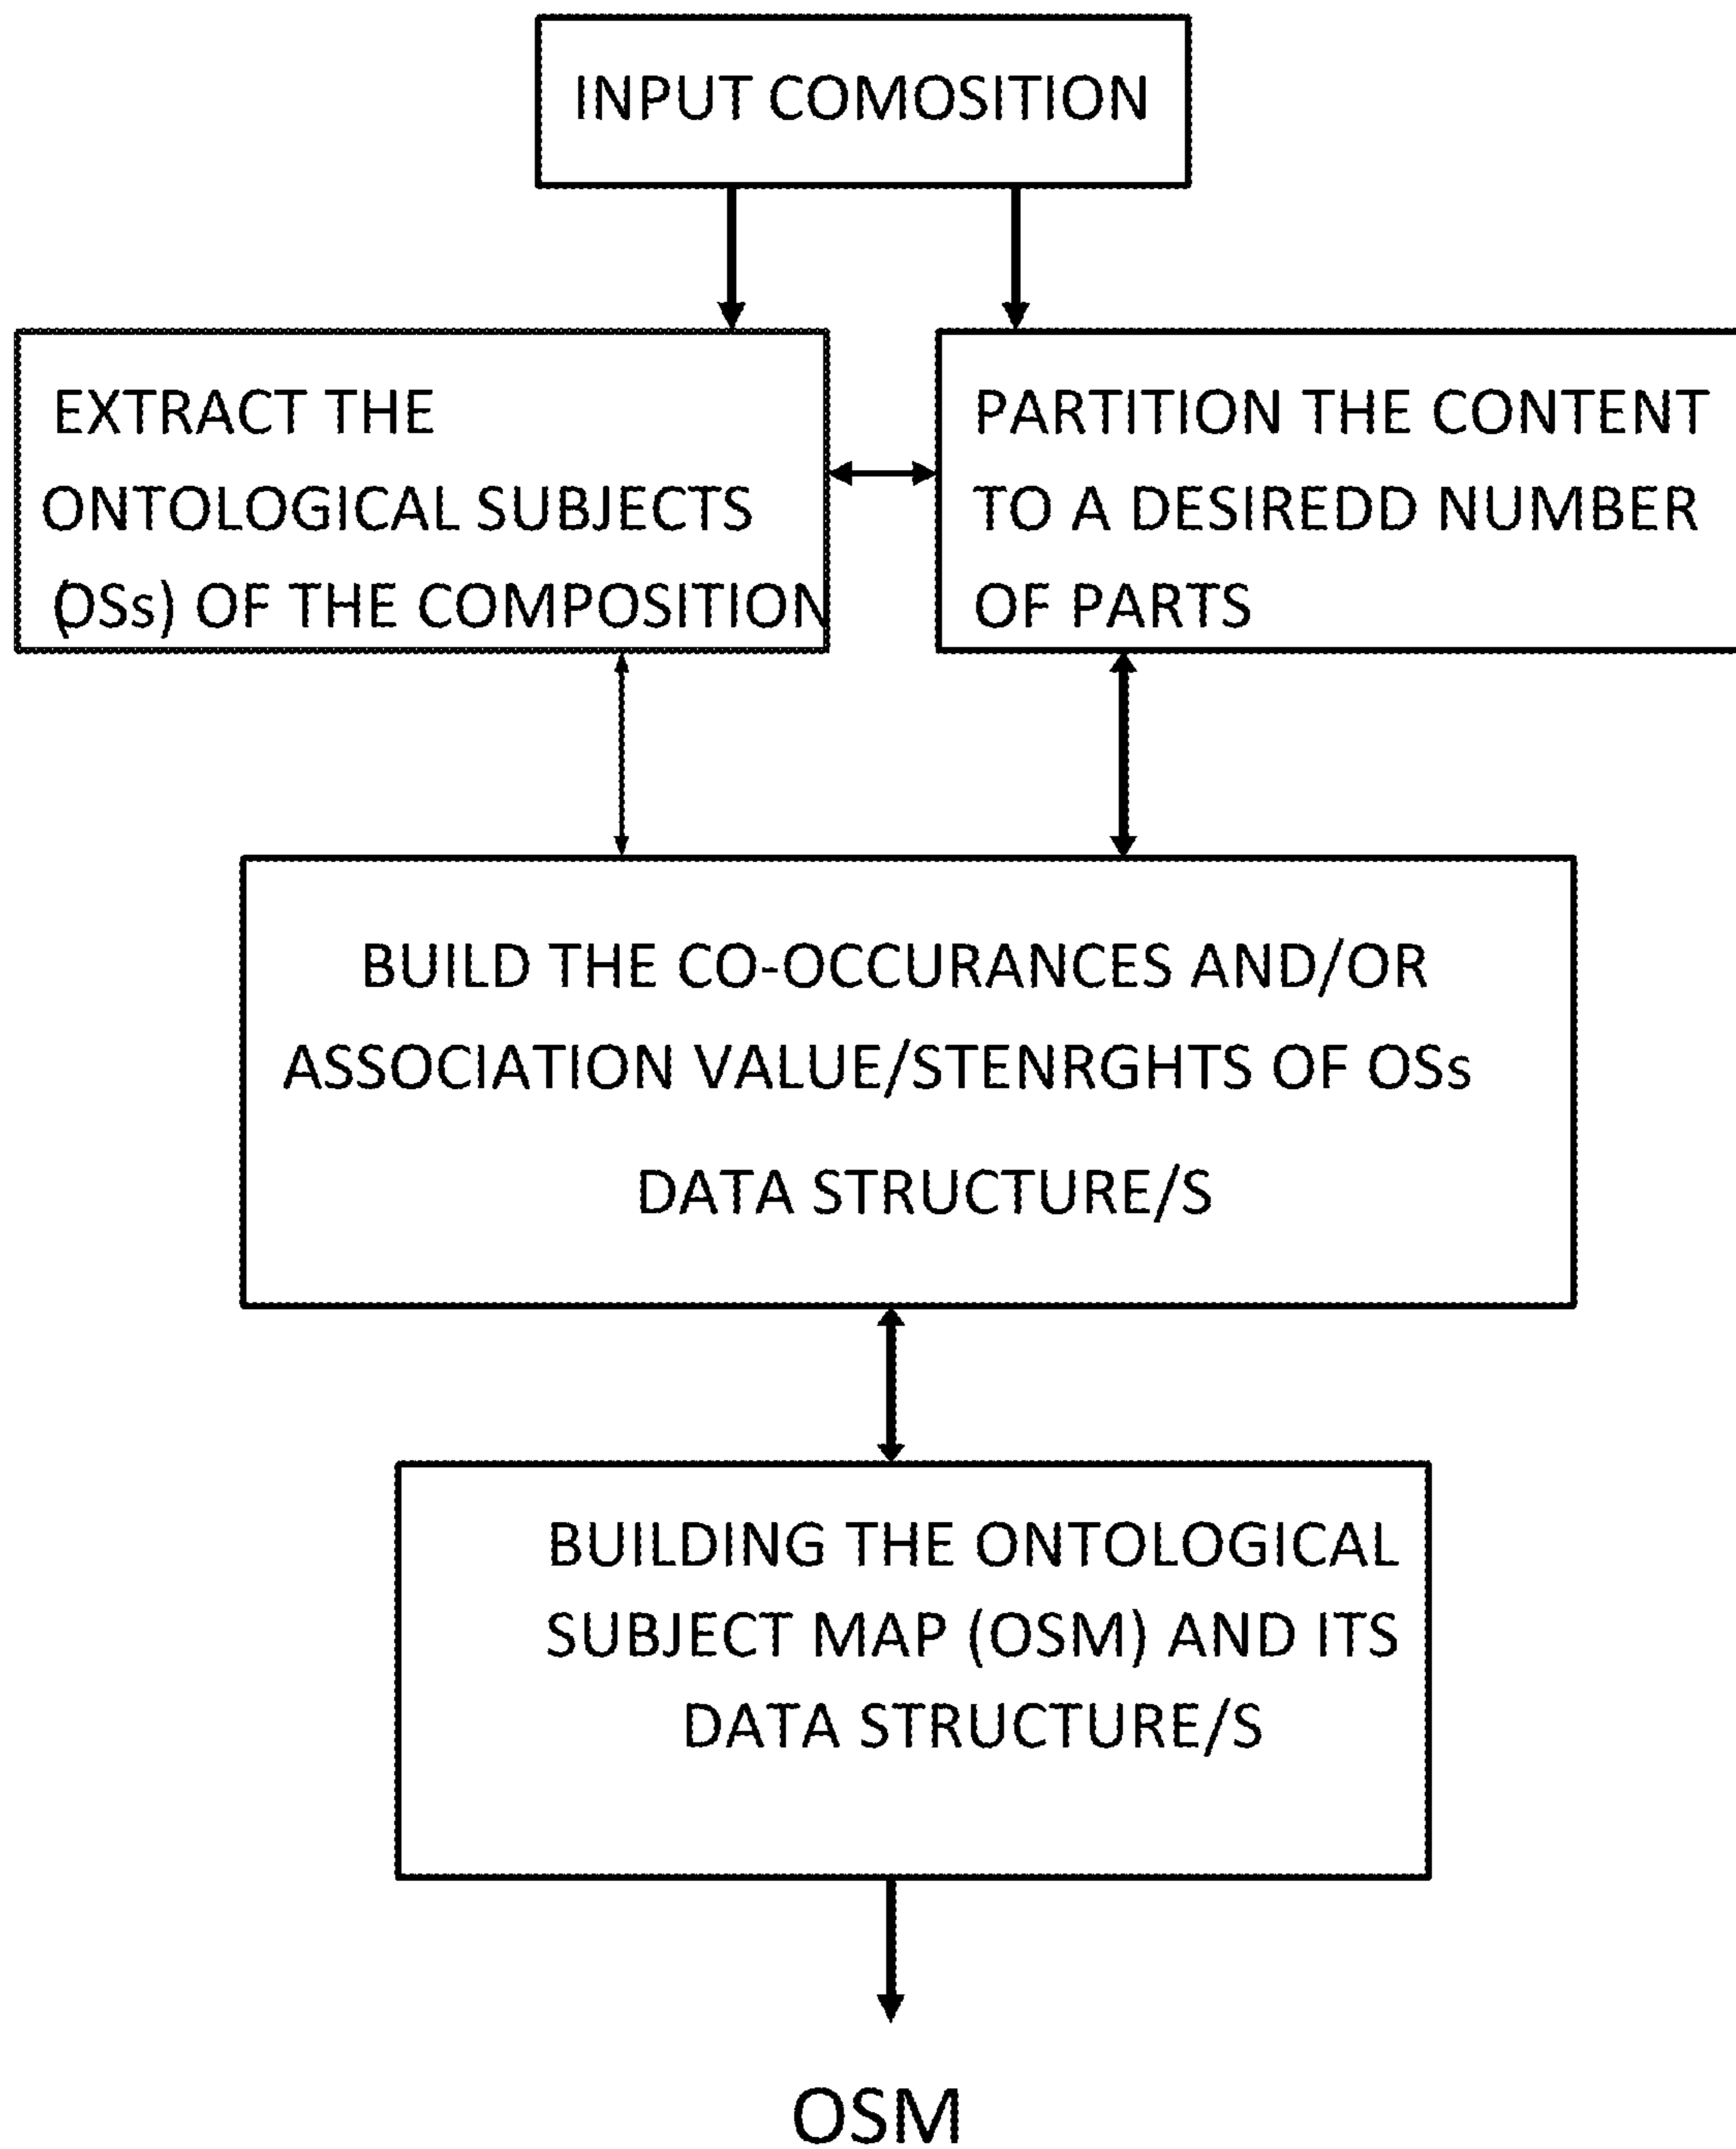 INPUT COMOSITION
EXTRACT THE
ONTOLOGICAL SUBJECTS
(OSs) OF THE COMPOSITION
PARTITION THE CONTENT
TO A DESIREDD NUMBER
OF PARTS
BUILD THE CO-OCCURANCES AND/OR
ASSOCIATION VALUE/STENRGHTS OF OSs
DATA STRUCTURE/S
BUILDING THE ONTOLOGICAL
SUBJECT MAP (OSM) AND ITS
DATA STRUCTURE/S
OSM